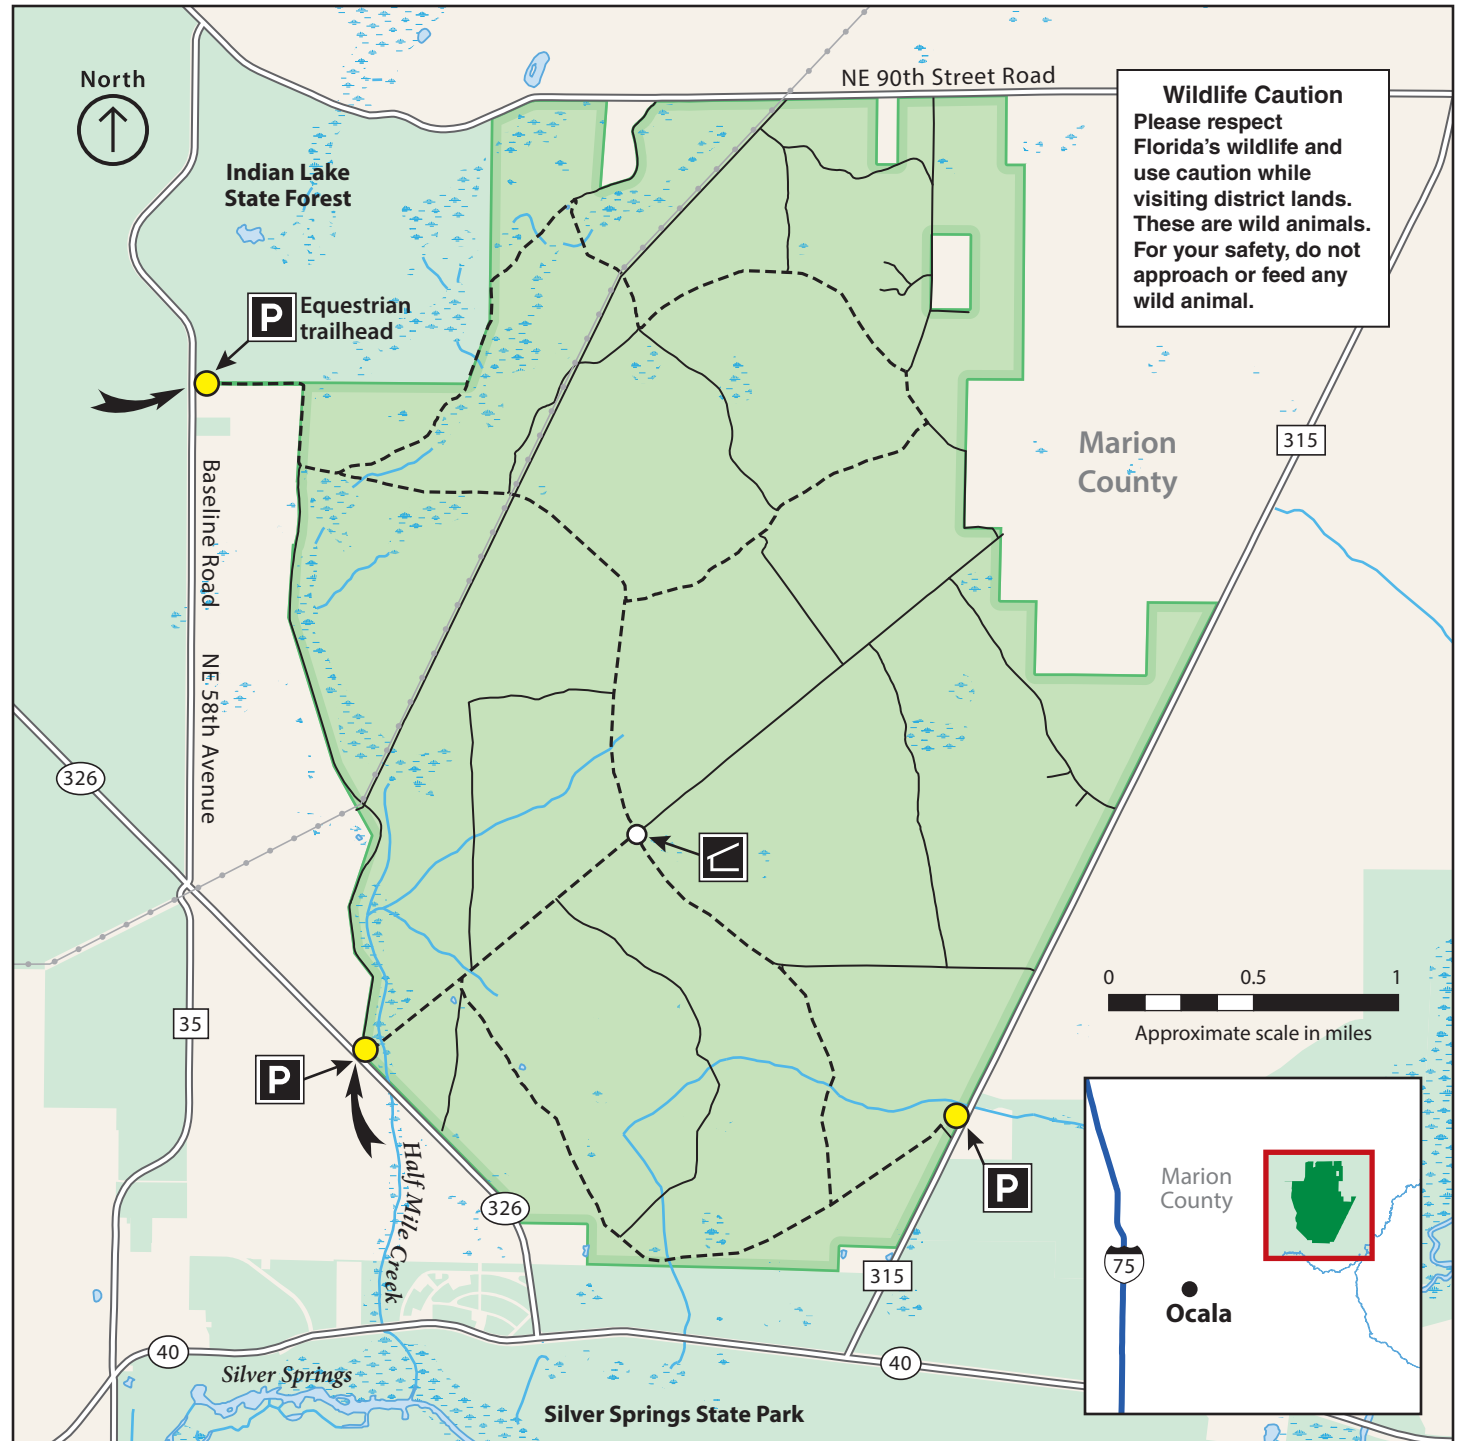 NE 90th Street Road
North
Wildlife Caution
Please respect
Florida’s wildlife and
use caution while
visiting district lands.
These are wild animals.
For your safety, do not
approach or feed any
wild animal.
Indian Lake
State Forest
P
Equestrian
trailhead
Marion
County
315
Baseline Road
NE 58th Avenue
326
0 0.5 1
Approximate scale in miles
35
P
P
Half Mile Creek
326
315
Marion
County
75
Ocala
40
40
Silver Springs
Silver Springs State Park